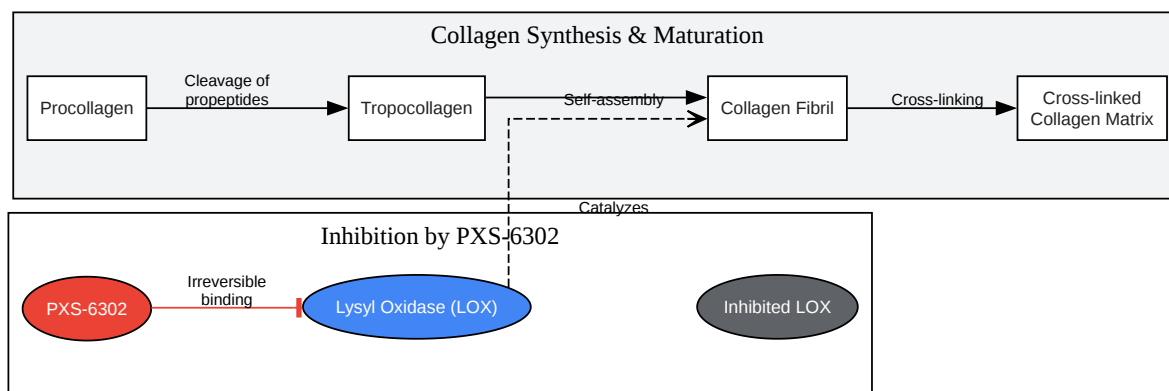 Collagen Synthesis & Maturation
Procollagen
Cleavage of
propeptides
Tropocollagen
Self-assembly
Collagen Fibril
Cross-linking
Cross-linked
Collagen Matrix
Catalyzes
Inhibition by PXS-6302
PXS-6302
Irreversible
binding
Lysyl Oxidase (LOX)
Inhibited LOX